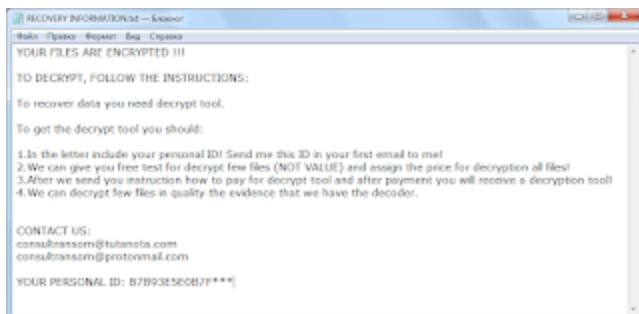 RECOVERY INFORMATION.txt — Блокнот
Файл Правка Формат Вид Справка
YOUR FILES ARE ENCRYPTED !!!
TO DECRYPT, FOLLOW THE INSTRUCTIONS:
To recover data you need decrypt tool.
To get the decrypt tool you should:
1.In the letter include your personal ID! Send me this ID in your first email to me!
2.We can give you free test for decrypt few files (NOT VALUE) and assign the price for decryption all files!
3.After we send you instruction how to pay for decrypt tool and after payment you will receive a decryption tool!
4.We can decrypt few files in quality the evidence that we have the decoder.
CONTACT US:
consultransom@tutanota.com
consultransom@protonmail.com
YOUR PERSONAL ID: B7B93E5E0B7F***